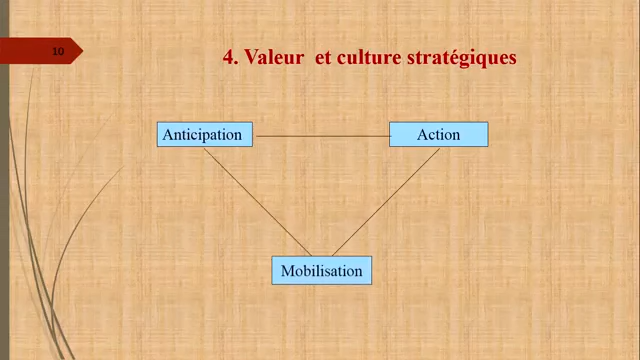 10
4. Valeur et culture stratégiques
Anticipation
Action
Mobilisation